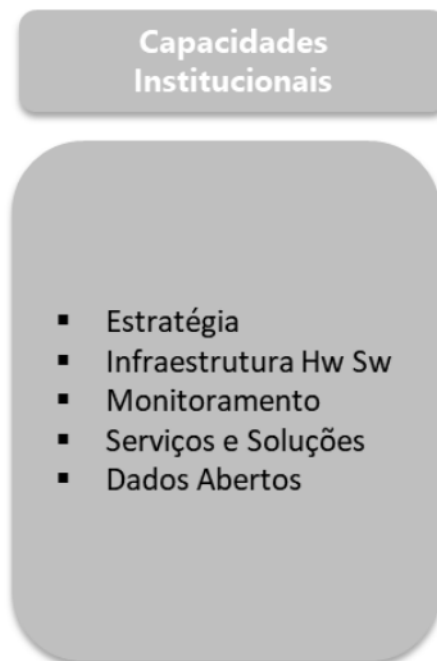 Capacidades
Institucionais
▪ Estratégia
▪ Infraestrutura Hw Sw
▪ Monitoramento
▪ Serviços e Soluções
▪ Dados Abertos